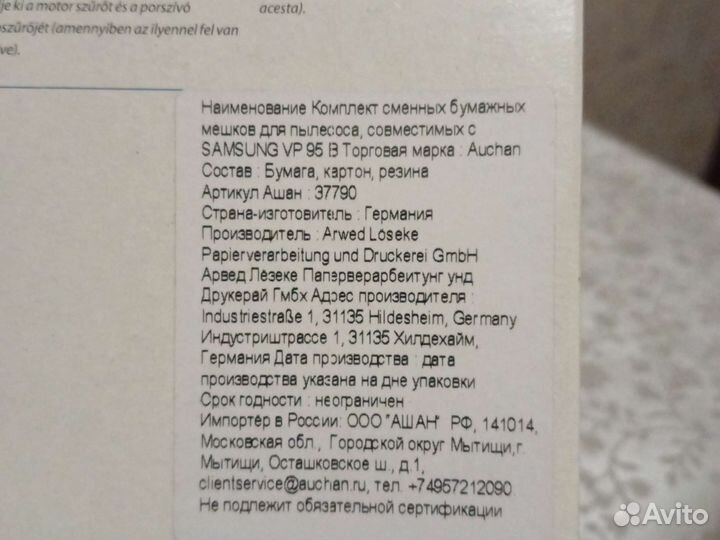 je ki a motor szűrőt és a porszívó
szűrőjét (amennyiben az ilyennel fel van
ve).
acesta).
Наименование Комплект сменных бумажных
мешков для пылесоса, совместимых с
SAMSUNG VP 95 B Торговая марка : Auchan
Состав : Бумага, картон, резина
Артикул Ашан : 37790
Страна-изготовитель : Германия
Производитель : Arwed Löseke
Papierverarbeitung und Druckerei GmbH
Арвед Лёзеке Папэрверарбеитунг унд
Друкерай Гмбх Адрес производителя :
Industriestraße 1, 31135 Hildesheim, Germany
Индустриштрассе 1, 31135 Хилдехайм,
Германия Дата производства : дата
производства указана на дне упаковки
Срок годности : неограничен
Импортёр в России: ООО "АШАН" РФ, 141014,
Московская обл., Городской округ Мытищи,г.
Мытищи, Осташковское ш., д.1,
clientservice@auchan.ru, тел. +74957212090
Не подлежит обязательной сертификации
Avito